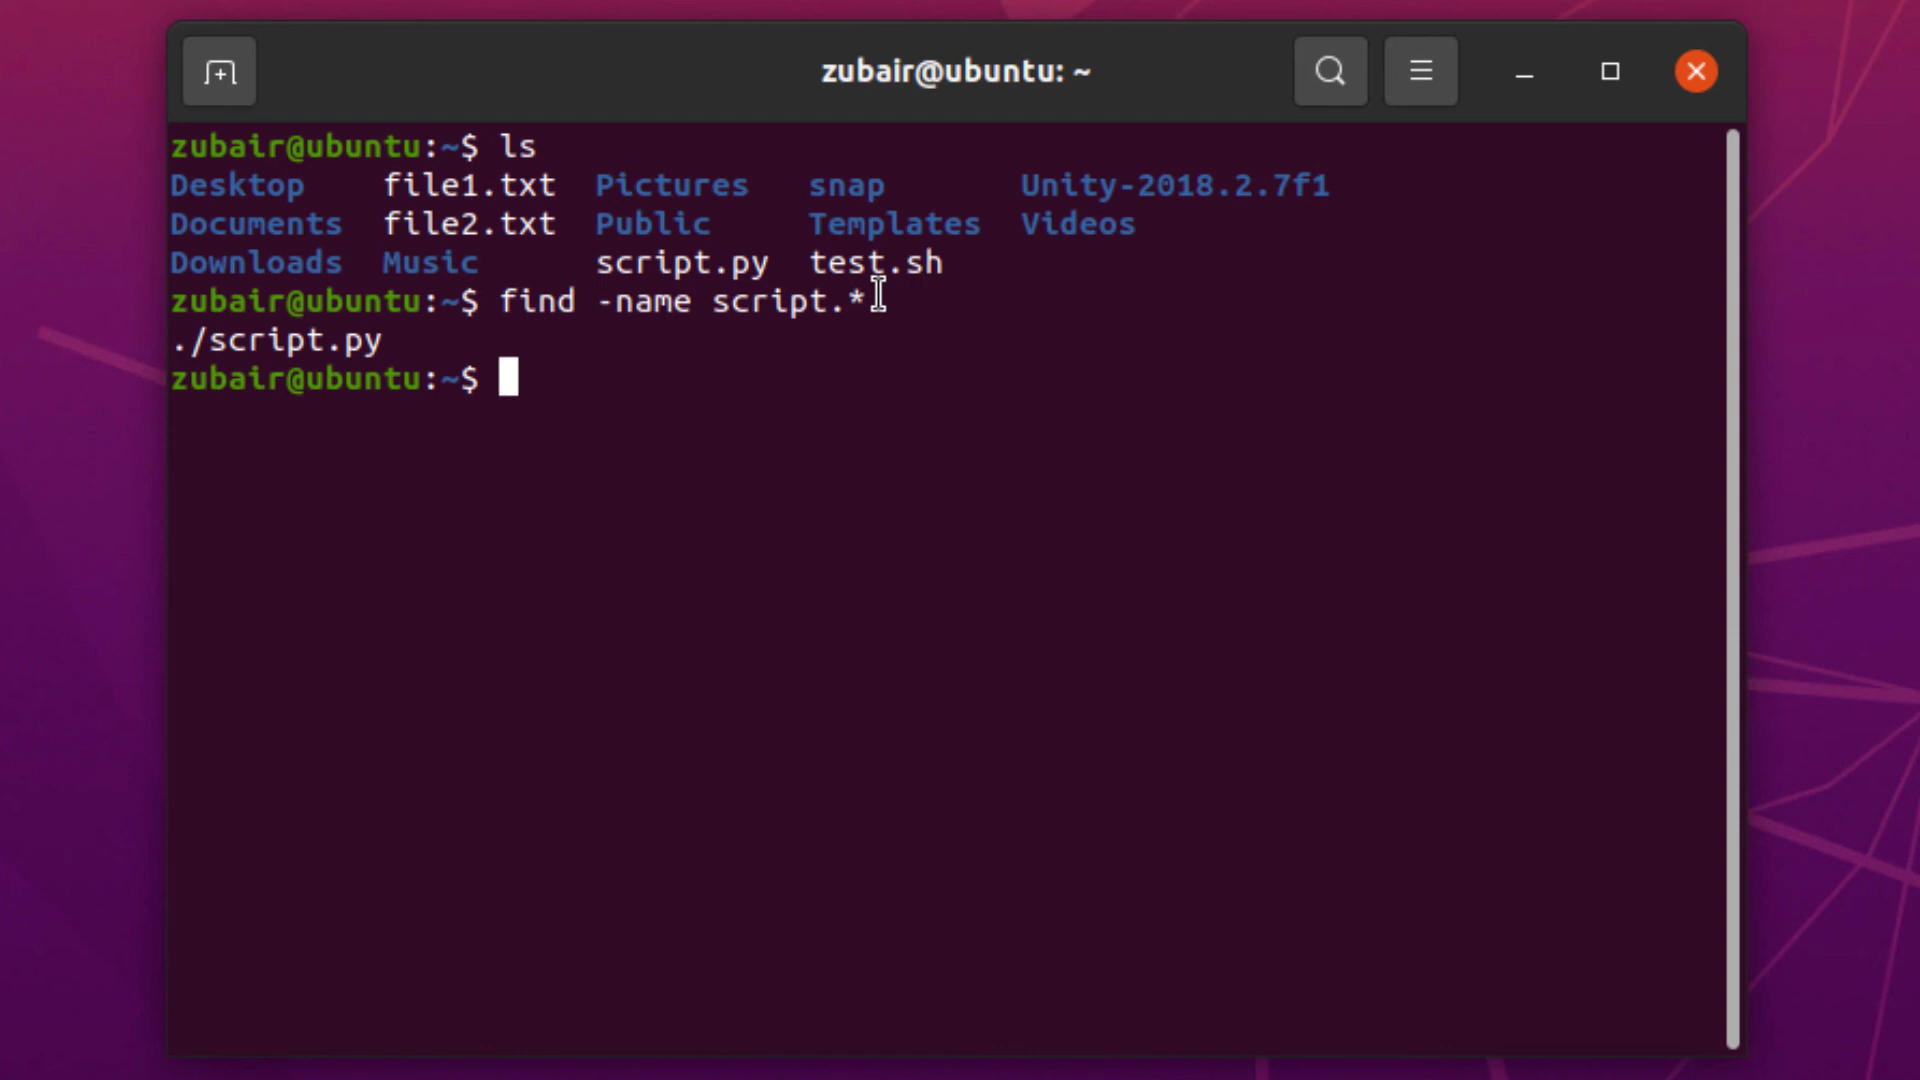 zubair@ubuntu: ~
zubair@ubuntu:~$ ls
Desktop file1.txt Pictures snap Unity-2018.2.7f1
Documents file2.txt Public Templates Videos
Downloads Music script.py test.sh
zubair@ubuntu:~$ find -name script.*
./script.py
zubair@ubuntu:~$